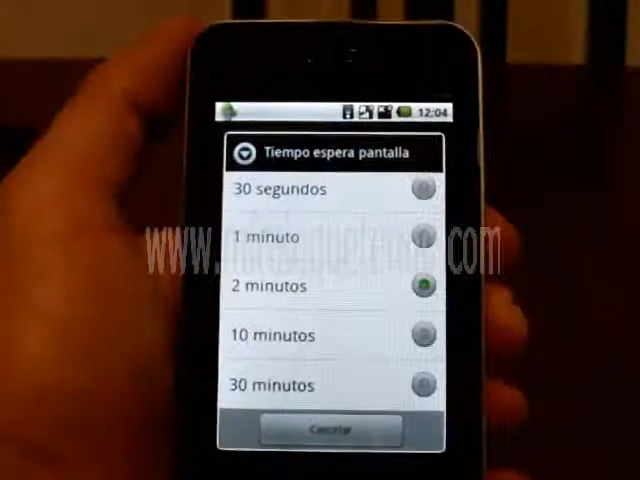 12:04
Tiempo espera pantalla
30 segundos
1 minuto
2 minutos
10 minutos
30 minutos
Cancelar